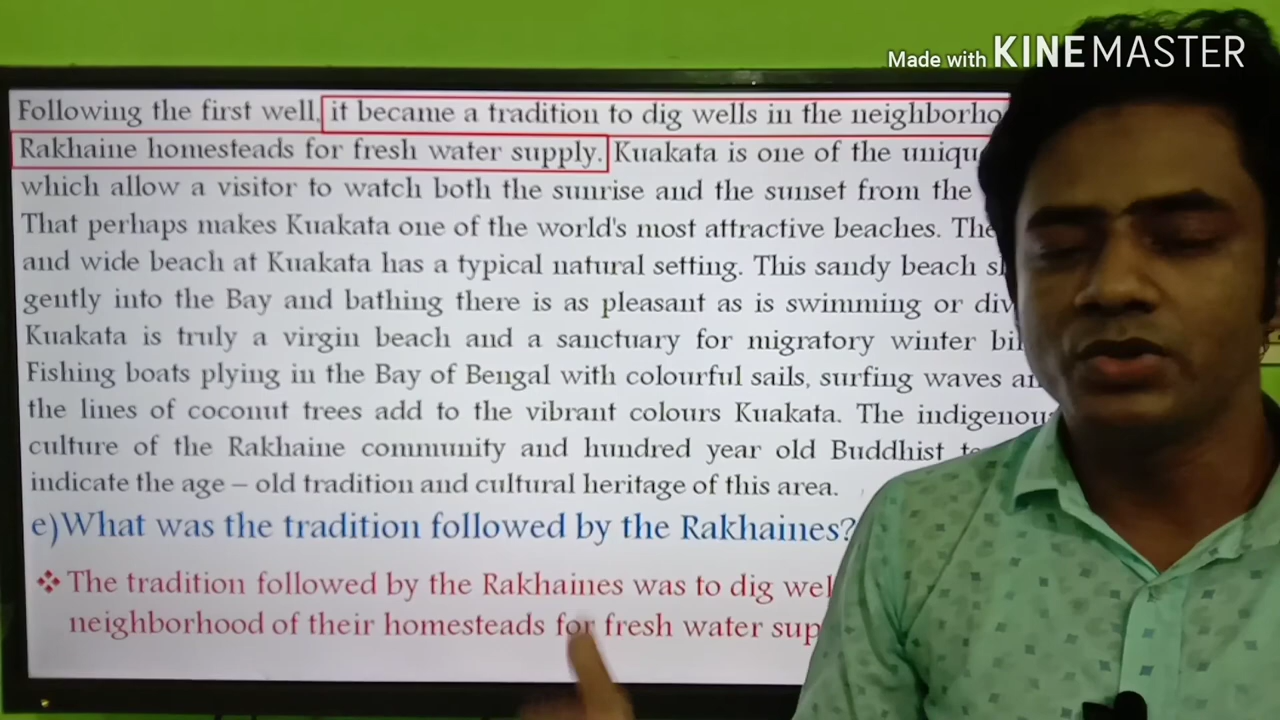 Made with KINEMASTER
Following the first well, it became a tradition to dig wells in the
Rakhaine homesteads for fresh water supply. Kuakata is one of the
which allow a visitor to watch both the sunrise and the sunset from the
That perhaps makes Kuakata one of the world's most attractive beaches.
and wide beach at Kuakata has a typical natural setting. This sandy beach
gently into the Bay and bathing there is as pleasant as is swimming or
Kuakata is truly a virgin beach and a sanctuary for migratory winter
Fishing boats plying in the Bay of Bengal with colourful sails, surfing waves
the lines of coconut trees add to the vibrant colours Kuakata. The
culture of the Rakhaine community and hundred year old Buddhist
indicate the age – old tradition and cultural heritage of this area.
e)What was the tradition followed by the Rakhaines?
❖ The tradition followed by the Rakhaines was to dig
neighborhood of their homesteads for fresh water